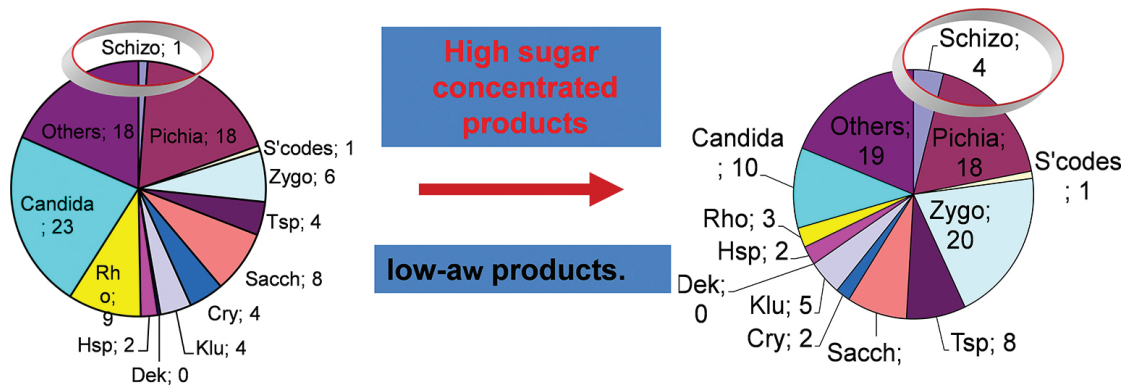 Schizo; 1
Others; 18
Pichia; 18
S'codes; 1
Zygo; 6
Candida
; 23
Tsp; 4
Rh
o;
9
Sacch; 8
Cry; 4
Hsp; 2
Klu; 4
Dek; 0
High sugar
concentrated
products
low-aw products.
Schizo;
4
Candida
; 10
Others;
19
Pichia;
18
S'codes
; 1
Rho; 3
Zygo;
20
Hsp; 2
Dek;
0
Klu; 5
Cry; 2
Sacch;
Tsp; 8